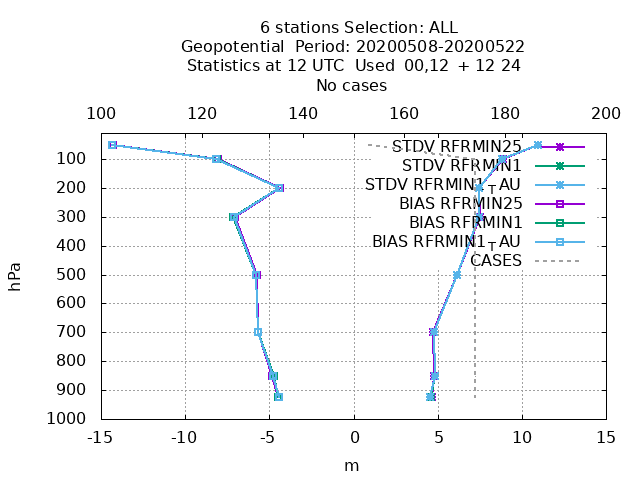 6 stations Selection: ALL
Geopotential  Period: 20200508-20200522
Statistics at 12 UTC  Used  00,12  + 12 24
No cases
100 120 140 160 180 200
STDV RFRMIN25
STDV RFRMIN1
STDV RFRMIN1TAU
BIAS RFRMIN25
BIAS RFRMIN1
BIAS RFRMIN1TAU
CASES
100
200
300
400
500
600
700
800
900
1000
hPa
-15 -10 -5 0 5 10 15
m